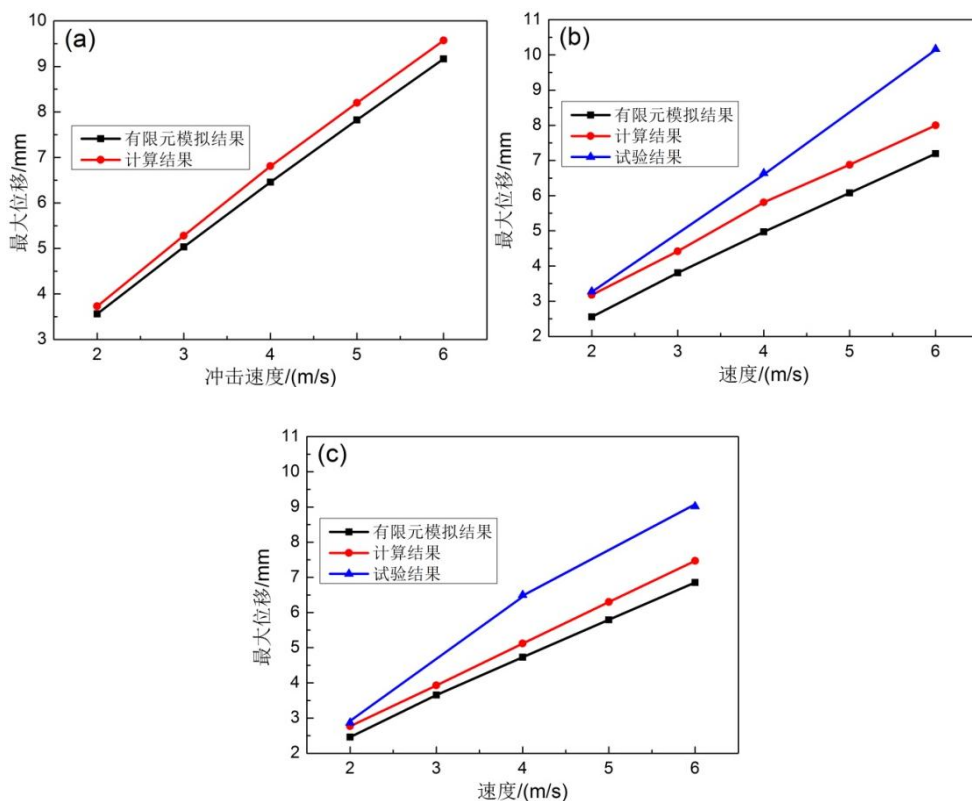 (a)
最大位移/mm
10
9
8
7
6
5
4
3
有限元模拟结果
计算结果
2 3 4 5 6
冲击速度/(m/s)
(b)
最大位移/mm
11
10
9
8
7
6
5
4
3
2
有限元模拟结果
计算结果
试验结果
2 3 4 5 6
速度/(m/s)
(c)
最大位移/mm
11
10
9
8
7
6
5
4
3
2
有限元模拟结果
计算结果
试验结果
2 3 4 5 6
速度/(m/s)